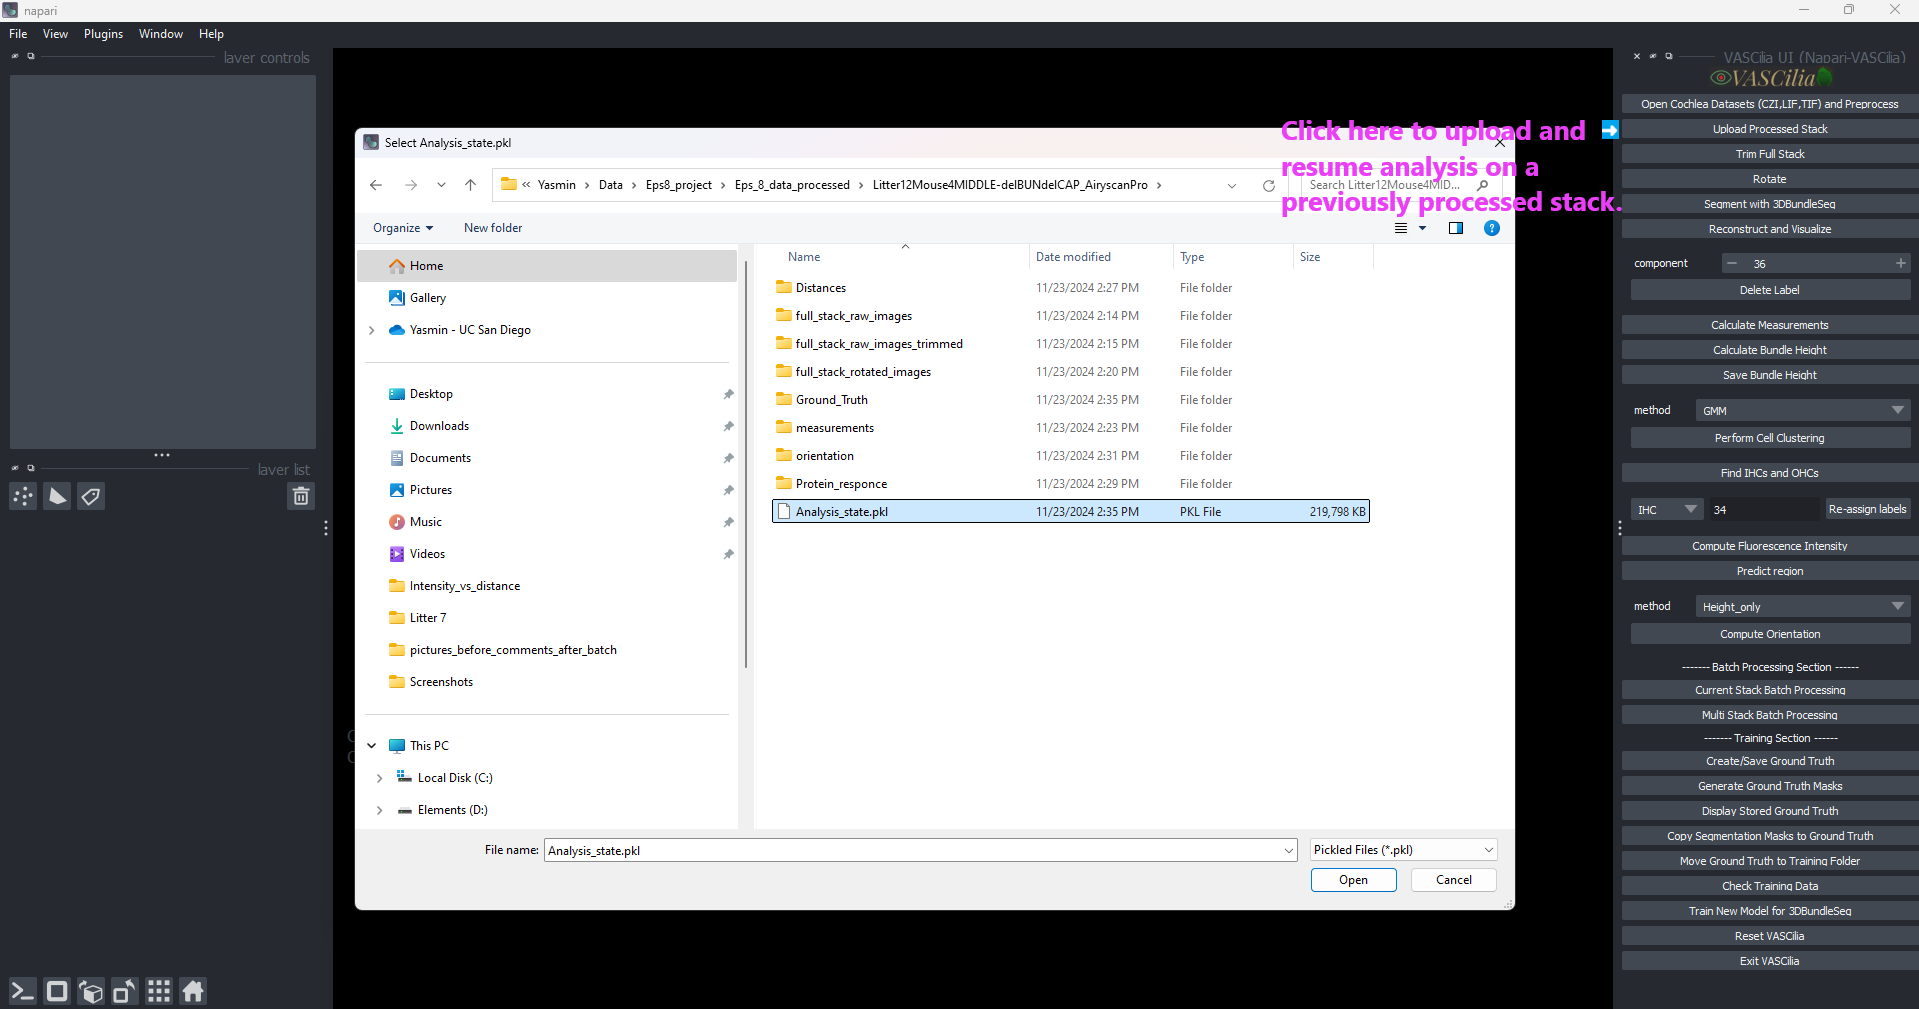 napari
File View Plugins Window Help
layer controls
layer list
VASCilia UI (Napari-VASCilia)
VASCilia
Open Cochlea Datasets (CZI,LIF,TIF) and Preprocess
Upload Processed Stack
Trim Full Stack
Rotate
Segment with 3DBundleSeg
Reconstruct and Visualize
component 36
Delete Label
Calculate Measurements
Calculate Bundle Height
Save Bundle Height
method GMM
Perform Cell Clustering
Find IHCs and OHCs
IHC 34 Re-assign labels
Compute Fluorescence Intensity
Predict region
method Height_only
Compute Orientation
------- Batch Processing Section ------
Current Stack Batch Processing
Multi Stack Batch Processing
------- Training Section ------
Create/Save Ground Truth
Generate Ground Truth Masks
Display Stored Ground Truth
Copy Segmentation Masks to Ground Truth
Move Ground Truth to Training Folder
Check Training Data
Train New Model for 3DBundleSeg
Reset VASCilia
Exit VASCilia
Click here to upload and
resume analysis on a
previously processed stack.
Select Analysis_state.pkl
« Yasmin > Data > Eps8_project > Eps_8_data_processed > Litter12Mouse4MIDDLE-delBUNdelCAP_AiryscanPro >
Search Litter12Mouse4MID...
Organize New folder
Home
Gallery
Yasmin - UC San Diego
Desktop
Downloads
Documents
Pictures
Music
Videos
Intensity_vs_distance
Litter 7
pictures_before_comments_after_batch
Screenshots
This PC
Local Disk (C:)
Elements (D:)
Name Date modified Type Size
Distances 11/23/2024 2:27 PM File folder
full_stack_raw_images 11/23/2024 2:14 PM File folder
full_stack_raw_images_trimmed 11/23/2024 2:15 PM File folder
full_stack_rotated_images 11/23/2024 2:20 PM File folder
Ground_Truth 11/23/2024 2:35 PM File folder
measurements 11/23/2024 2:23 PM File folder
orientation 11/23/2024 2:31 PM File folder
Protein_responce 11/23/2024 2:29 PM File folder
Analysis_state.pkl 11/23/2024 2:35 PM PKL File 219,798 KB
File name: Analysis_state.pkl Pickled Files (*.pkl)
Open Cancel